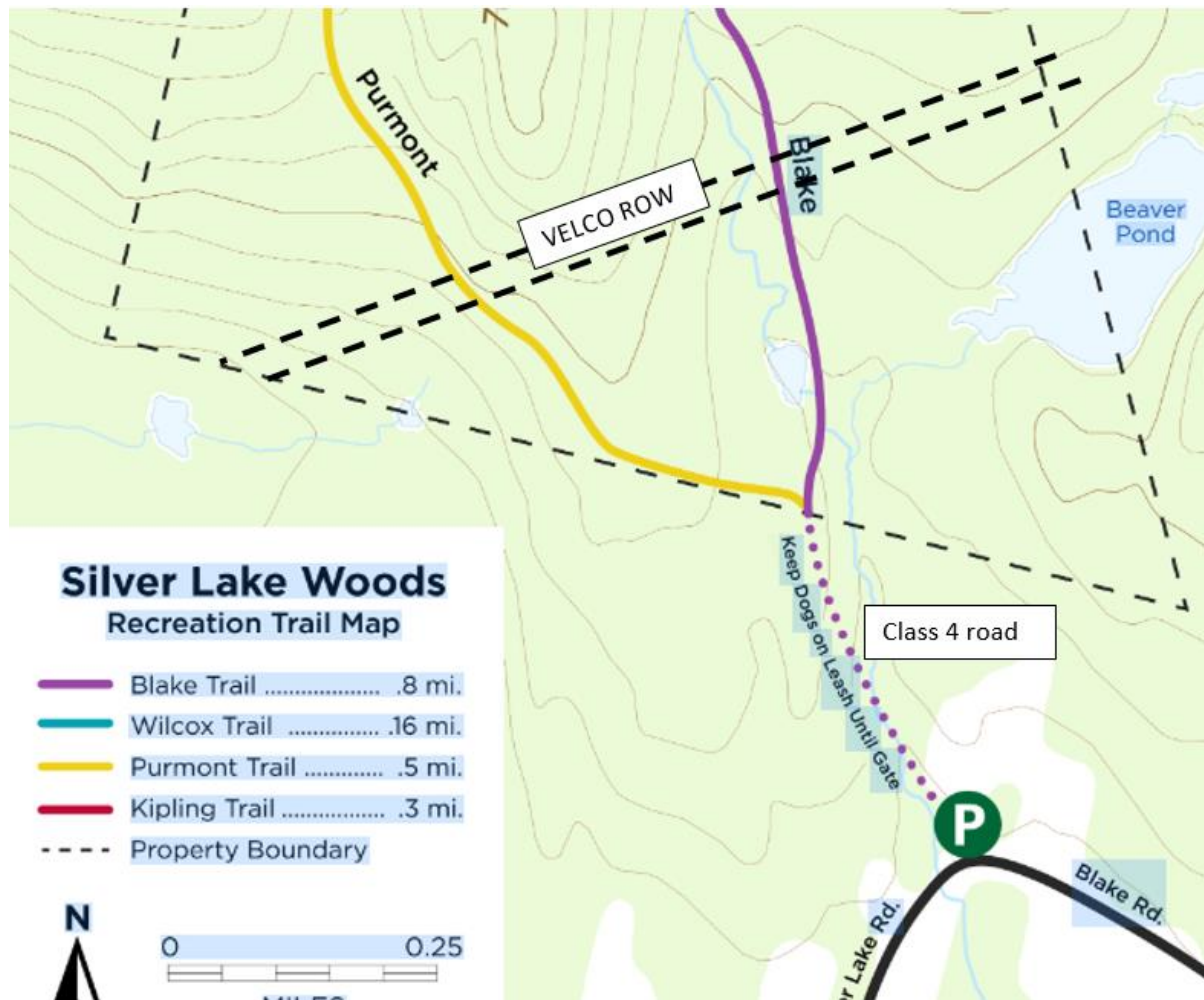 Purmont
Blake
VELCO ROW
Beaver
Pond
Keep Dogs on Leash Until Gate
Class 4 road
P
Blake Rd.
Lake Rd.
Silver Lake Woods
Recreation Trail Map
Blake Trail .................... .8 mi.
Wilcox Trail ................ .16 mi.
Purmont Trail ............. .5 mi.
Kipling Trail ................. .3 mi.
Property Boundary
N
0 0.25
MILES